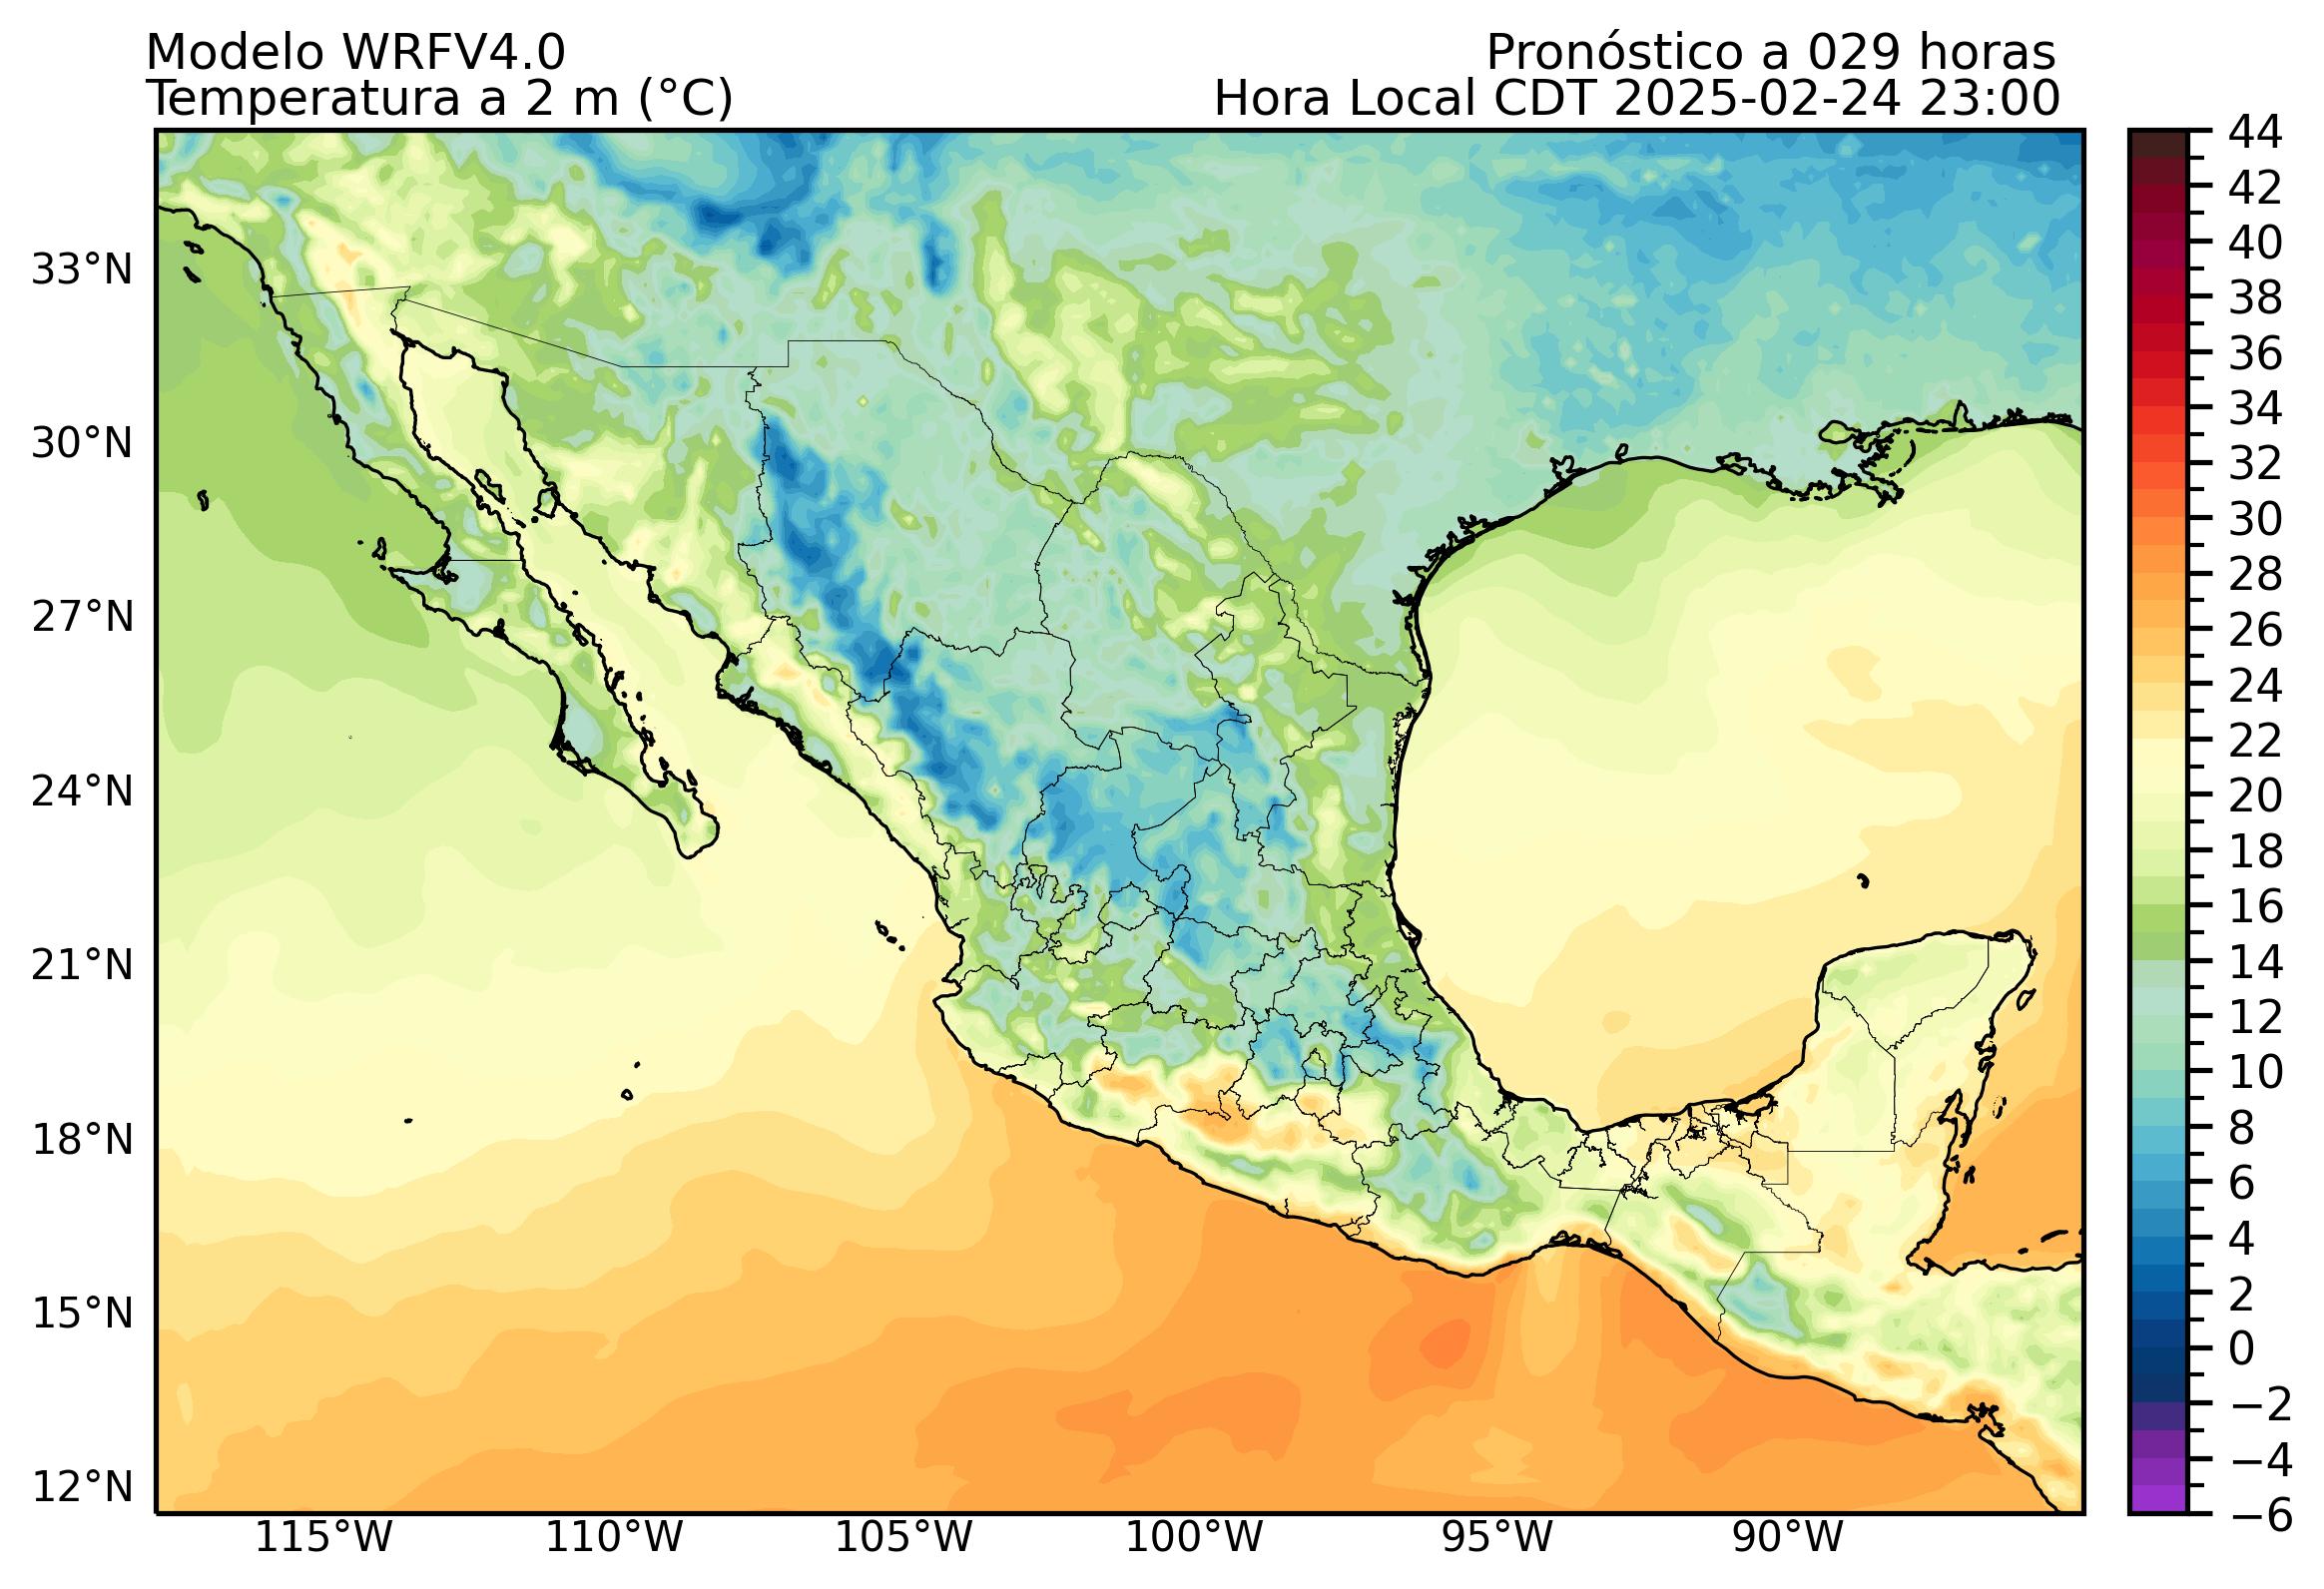 Modelo WRFV4.0
Pronóstico a 029 horas
Temperatura a 2 m (°C)
Hora Local CDT 2025-02-24 23:00
44
42
40
38
36
34
32
30
28
26
24
22
20
18
16
14
12
10
8
6
4
2
0
−2
−4
−6
33°N
30°N
27°N
24°N
21°N
18°N
15°N
12°N
115°W
110°W
105°W
100°W
95°W
90°W